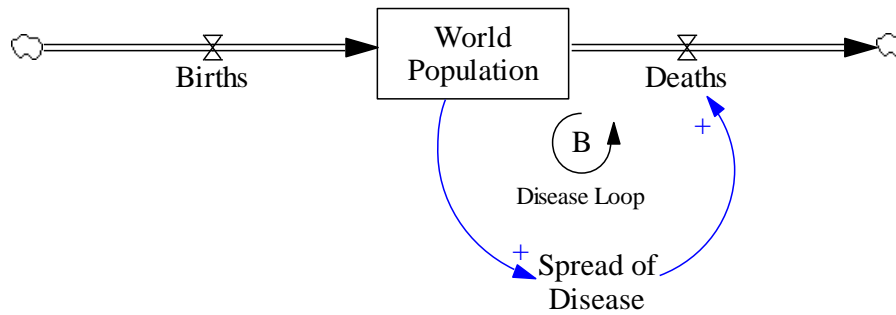 World
Population
Births
Deaths
+
B
Disease Loop
+
Spread of
Disease